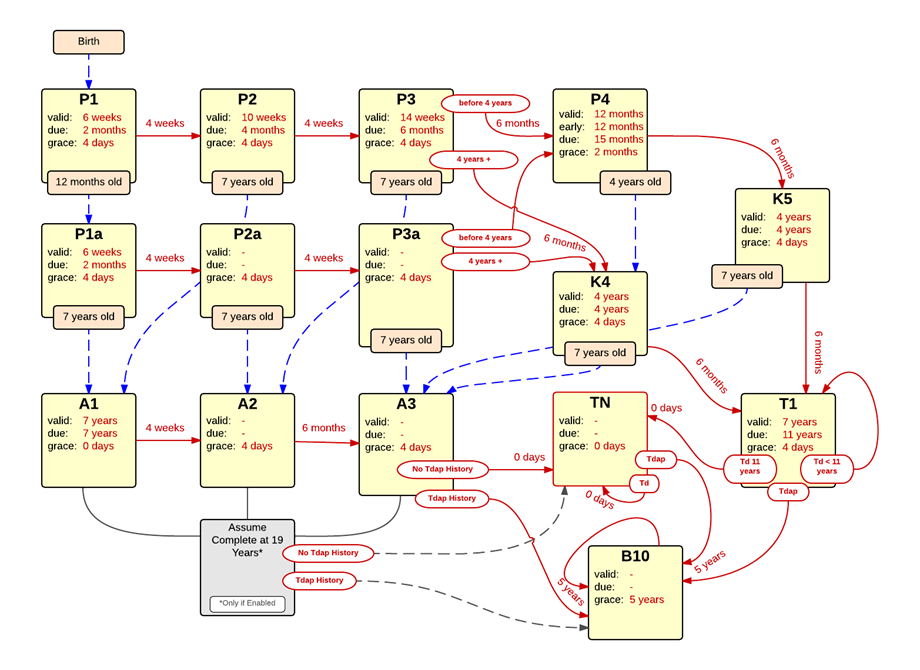 Birth
P1
valid: 6 weeks
due: 2 months
grace: 4 days
12 months old
4 weeks
P2
valid: 10 weeks
due: 4 months
grace: 4 days
7 years old
4 weeks
P3
valid: 14 weeks
due: 6 months
grace: 4 days
7 years old
before 4 years
6 months
4 years +
P4
valid: 12 months
early: 12 months
due: 15 months
grace: 2 months
4 years old
6 months
K5
valid: 4 years
due: 4 years
grace: 4 days
7 years old
P1a
valid: 6 weeks
due: 2 months
grace: 4 days
7 years old
4 weeks
P2a
valid: -
due: -
grace: 4 days
7 years old
4 weeks
P3a
valid: -
due: -
grace: 4 days
7 years old
before 4 years
4 years +
6 months
K4
valid: 4 years
due: 4 years
grace: 4 days
7 years old
6 months
6 months
A1
valid: 7 years
due: 7 years
grace: 0 days
4 weeks
A2
valid: -
due: -
grace: 4 days
6 months
A3
valid: -
due: -
grace: 4 days
No Tdap History
Tdap History
0 days
TN
valid: -
due: -
grace: 0 days
0 days
Tdap
Td
0 days
T1
valid: 7 years
due: 11 years
grace: 4 days
Td 11
years
Td < 11
years
Tdap
Assume
Complete at 19
Years*
No Tdap History
Tdap History
*Only if Enabled
5 years
B10
valid: -
due: -
grace: 5 years
5 years